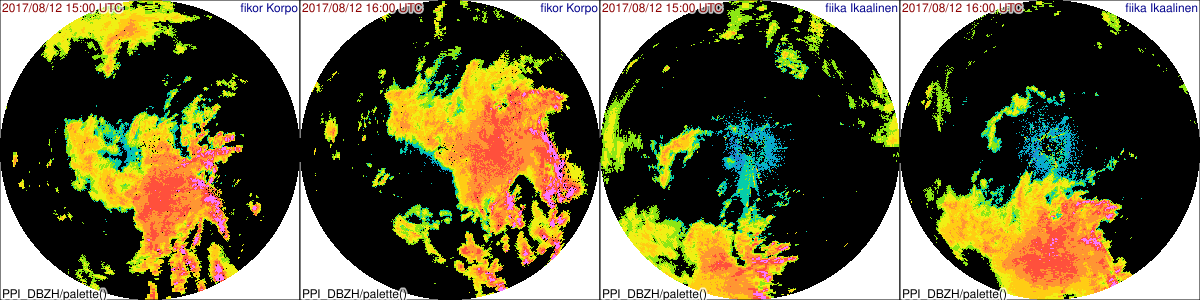 2017/08/12 15:00 UTC fikor Korpo
PPI_DBZH/palette()
2017/08/12 16:00 UTC fikor Korpo
PPI_DBZH/palette()
2017/08/12 15:00 UTC fiika Ikaalinen
PPI_DBZH/palette()
2017/08/12 16:00 UTC fiika Ikaalinen
PPI_DBZH/palette()